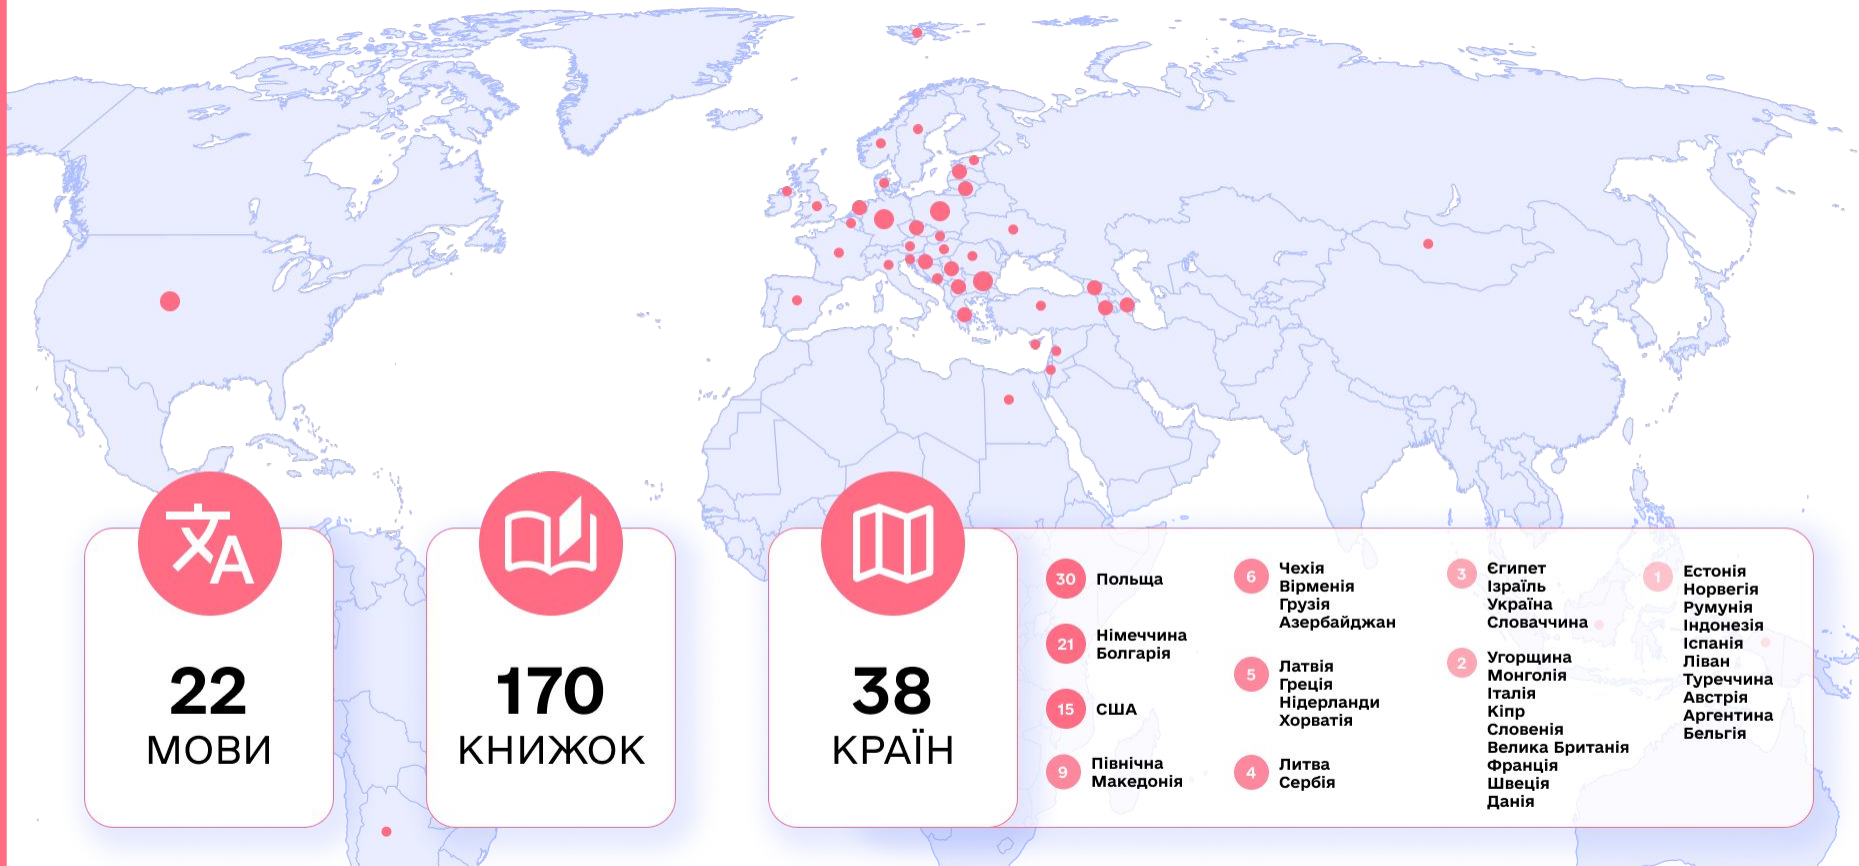 22
МОВИ
170
КНИЖОК
38
КРАЇН
30 Польща
21 Німеччина
Болгарія
15 США
9 Північна
Македонія
6 Чехія
Вірменія
Грузія
Азербайджан
5 Латвія
Греція
Нідерланди
Хорватія
4 Литва
Сербія
3 Єгипет
Ізраїль
Україна
Словаччина
2 Угорщина
Монголія
Італія
Кіпр
Словенія
Велика Британія
Франція
Швеція
Данія
1 Естонія
Норвегія
Румунія
Індонезія
Іспанія
Ліван
Туреччина
Австрія
Аргентина
Бельгія